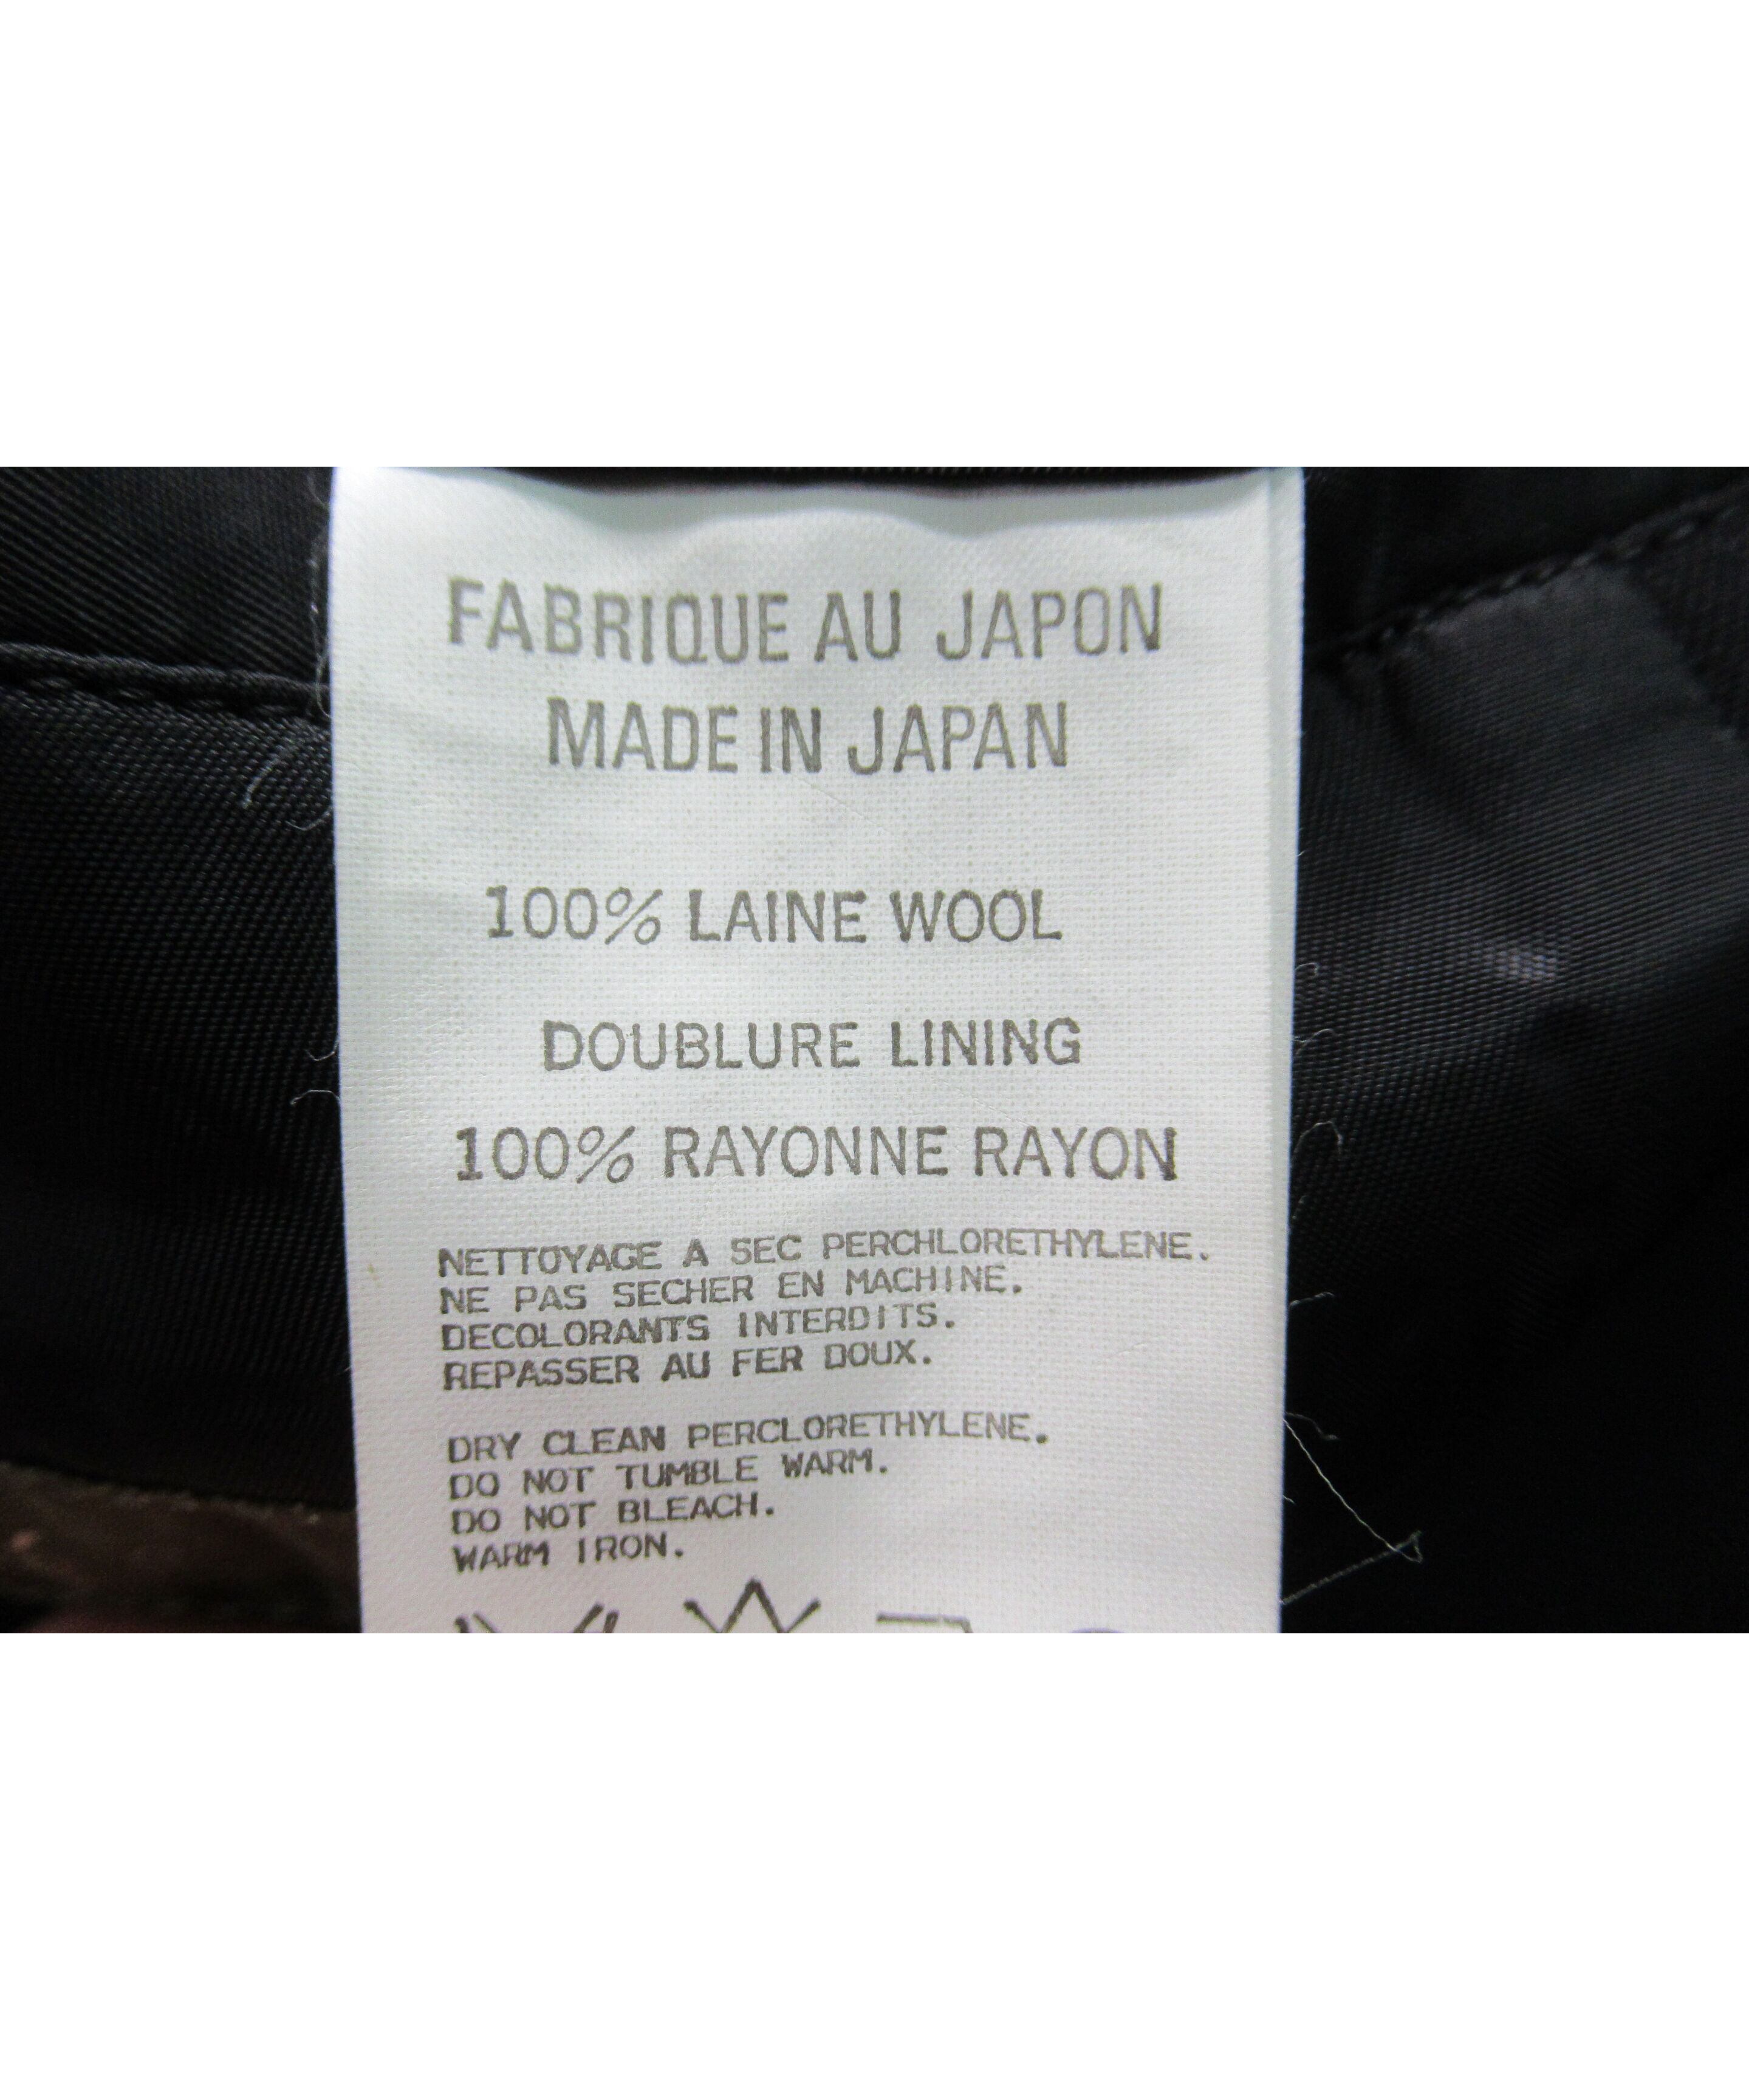 FABRIQUE AU JAPON
MADE IN JAPAN
100% LAINE WOOL
DOUBLURE LINING
100% RAYONNE RAYON
NETTOYAGE A SEC PERCHLORETHYLENE.
NE PAS SECHER EN MACHINE.
DECOLORANTS INTERDITS.
REPASSER AU FER DOUX.
DRY CLEAN PERCLORETHYLENE.
DO NOT TUMBLE WARM.
DO NOT BLEACH.
WARM IRON.